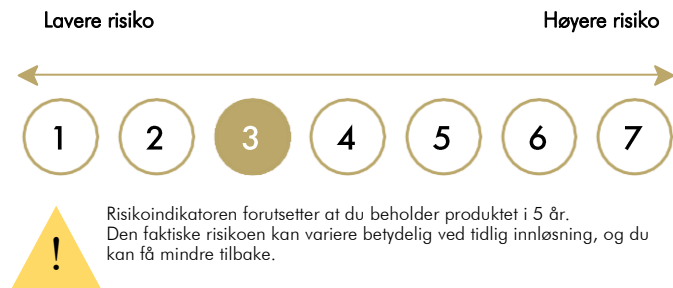 Lavere risiko Høyere risiko
1 2 3 4 5 6 7
Risikoindikatoren forutsetter at du beholder produktet i 5 år.
! Den faktiske risikoen kan variere betydelig ved tidlig innløsning, og du
kan få mindre tilbake.